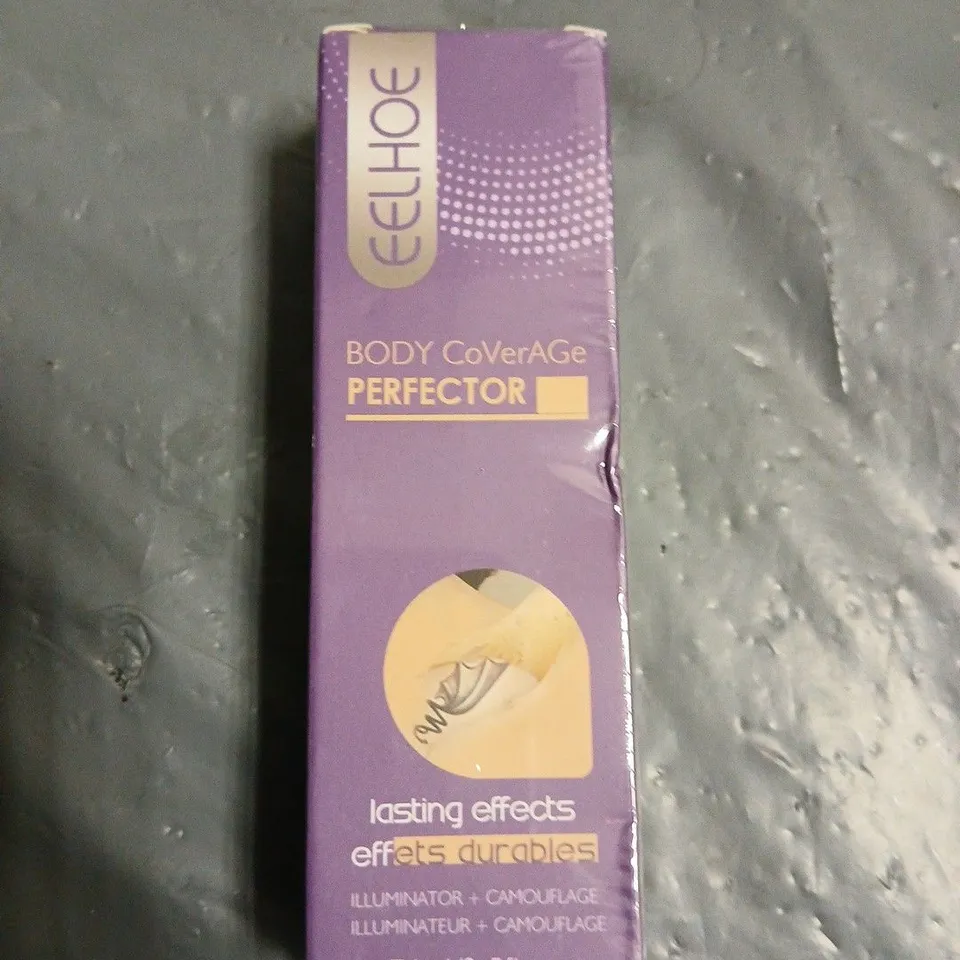 EELHOE
BODY CoVerAGe
PERFECTOR
lasting effects
effets durables
ILLUMINATOR + CAMOUFLAGE
ILLUMINATEUR + CAMOUFLAGE